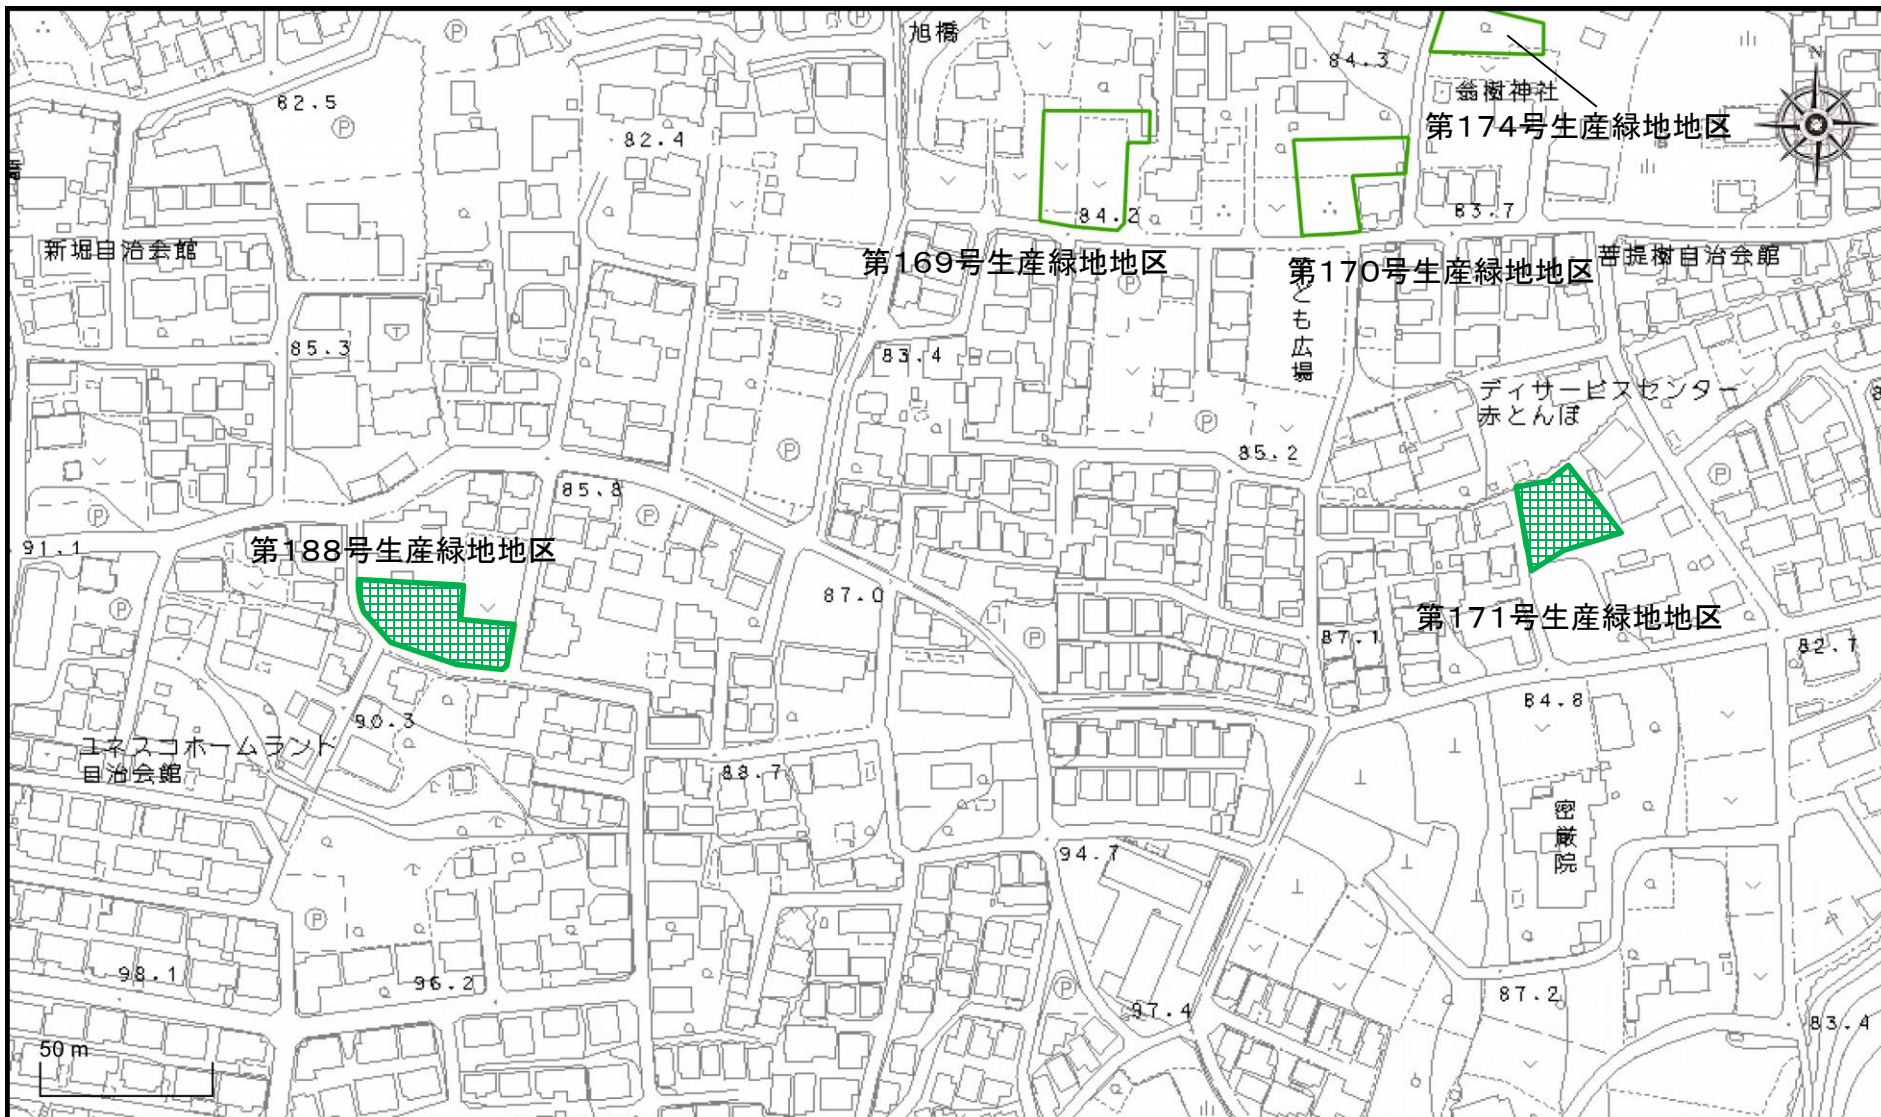 旭橋
N
82.5
84.3
翁樹神社
第174号生産緑地地区
82.4
84.2
83.7
新堀自治会館
第169号生産緑地地区
第170号生産緑地地区
菩提樹自治会館
ども広場
85.3
83.4
デイサービスセンター
赤とんぼ
85.2
85.8
91.1
第188号生産緑地地区
87.0
第171号生産緑地地区
87.1
82.7
84.8
90.3
ユネスコホームランド
自治会館
88.7
密厳院
94.7
98.1
96.2
87.2
97.4
83.4
50 m